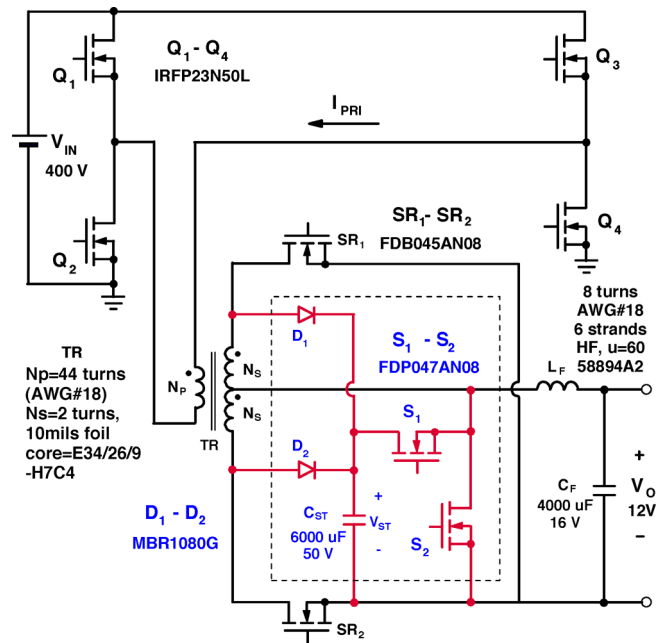 Q1 - Q4
IRFP23N50L
Q1
Q3
IPRI
VIN
400 V
Q2
Q4
SR1- SR2
FDB045AN08
SR1
8 turns
AWG#18
6 strands
HF, u=60
58894A2
D1
S1 - S2
FDP047AN08
TR
Np=44 turns
(AWG#18)
Ns=2 turns,
10mils foil
core=E34/26/9
-H7C4
NP
NS
NS
TR
LF
S1
D2
D1 - D2
MBR1080G
CST
6000 uF
50 V
+
VST
-
S2
CF
4000 uF
16 V
+
VO
12V
−
SR2